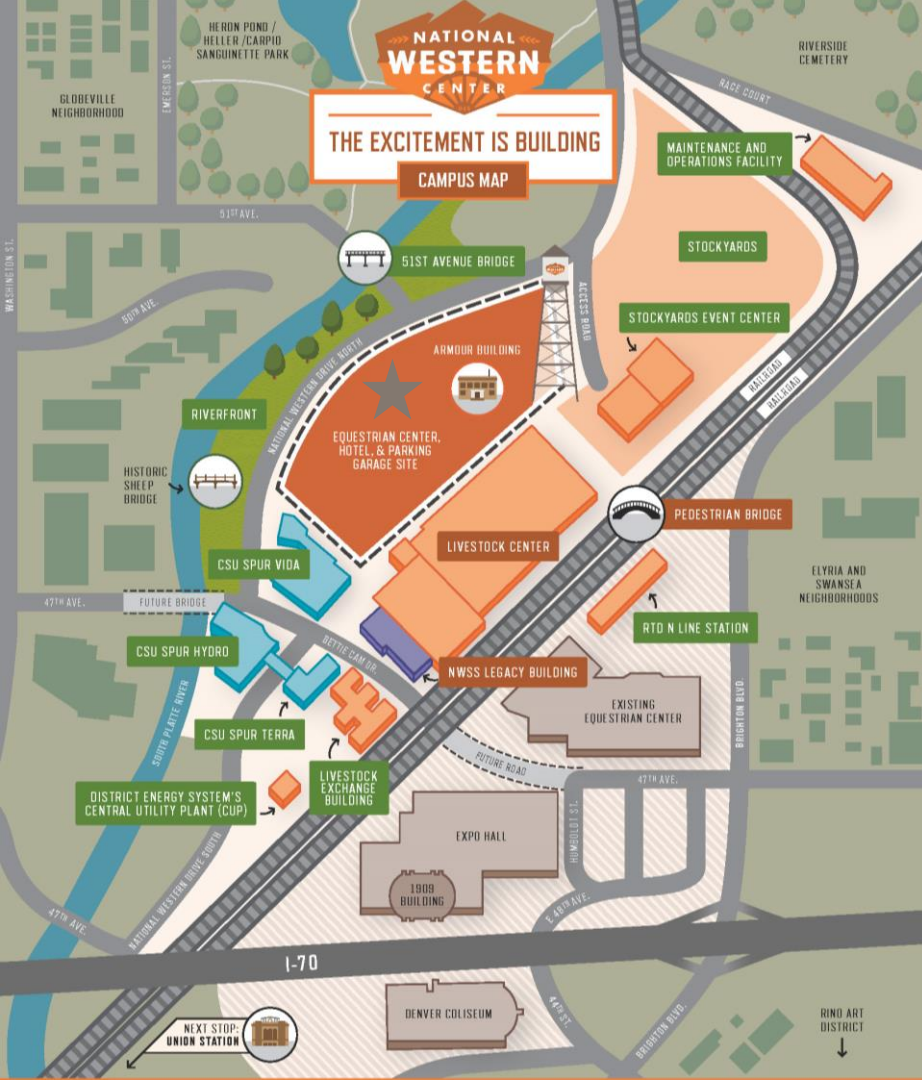 HERON POND /
HELLER /CARPIO
SANGUINETTE PARK
NATIONAL
WESTERN
CENTER
RIVERSIDE
CEMETERY
GLOBEVILLE
NEIGHBORHOOD
EMERSON ST.
RACE COURT
THE EXCITEMENT IS BUILDING
CAMPUS MAP
MAINTENANCE AND
OPERATIONS FACILITY
51ST AVE.
STOCKYARDS
51ST AVENUE BRIDGE
WASHINGTON ST.
50TH AVE.
ACCESS ROAD
STOCKYARDS EVENT CENTER
ARMOUR BUILDING
NATIONAL WESTERN DRIVE NORTH
RAILROAD
RAILROAD
RIVERFRONT
EQUESTRIAN CENTER,
HOTEL, & PARKING
GARAGE SITE
HISTORIC
SHEEP
BRIDGE
PEDESTRIAN BRIDGE
LIVESTOCK CENTER
CSU SPUR VIDA
ELYRIA AND
SWANSEA
NEIGHBORHOODS
47TH AVE.
FUTURE BRIDGE
RTD N LINE STATION
BETTIE CAM DR.
CSU SPUR HYDRO
NWSS LEGACY BUILDING
EXISTING
EQUESTRIAN CENTER
BRIGHTON BLVD.
SOUTH PLATTE RIVER
CSU SPUR TERRA
FUTURE ROAD
47TH AVE.
LIVESTOCK
EXCHANGE
BUILDING
DISTRICT ENERGY SYSTEM'S
CENTRAL UTILITY PLANT (CUP)
EXPO HALL
HUMBOLDT ST.
1909
BUILDING
NATIONAL WESTERN DRIVE SOUTH
E. 46TH AVE.
47TH AVE.
I-70
DENVER COLISEUM
44TH ST.
BRIGHTON BLVD.
RINO ART
DISTRICT
NEXT STOP:
UNION STATION